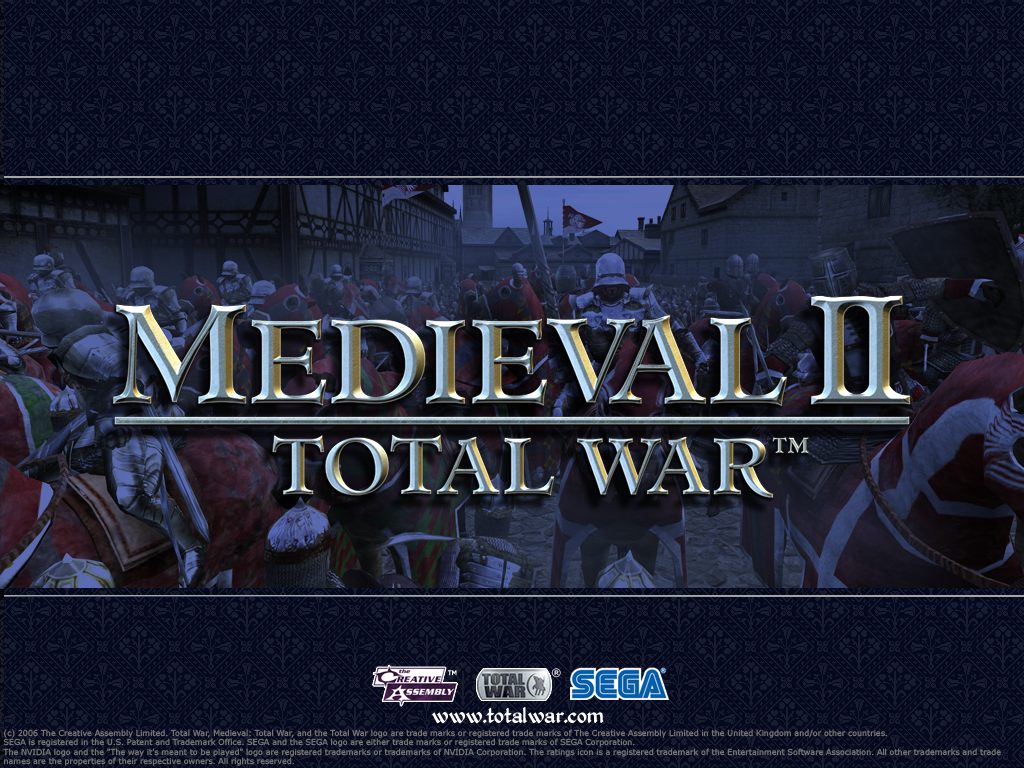 MEDIEVAL II
TOTAL WAR™
the CREATIVE ASSEMBLY™
TOTAL WAR®
SEGA®
www.totalwar.com
(c) 2006 The Creative Assembly Limited. Total War, Medieval: Total War, and the Total War logo are trade marks or registered trade marks of The Creative Assembly Limited in the United Kingdom and/or other countries.
SEGA is registered in the U.S. Patent and Trademark Office. SEGA and the SEGA logo are either trade marks or registered trade marks of SEGA Corporation.
The NVIDIA logo and the "The way it's meant to be played" logo are registered trademarks or trademarks of NVIDIA Corporation. The ratings icon is a registered trademark of the Entertainment Software Association. All other trademarks and trade
names are the properties of their respective owners. All rights reserved.